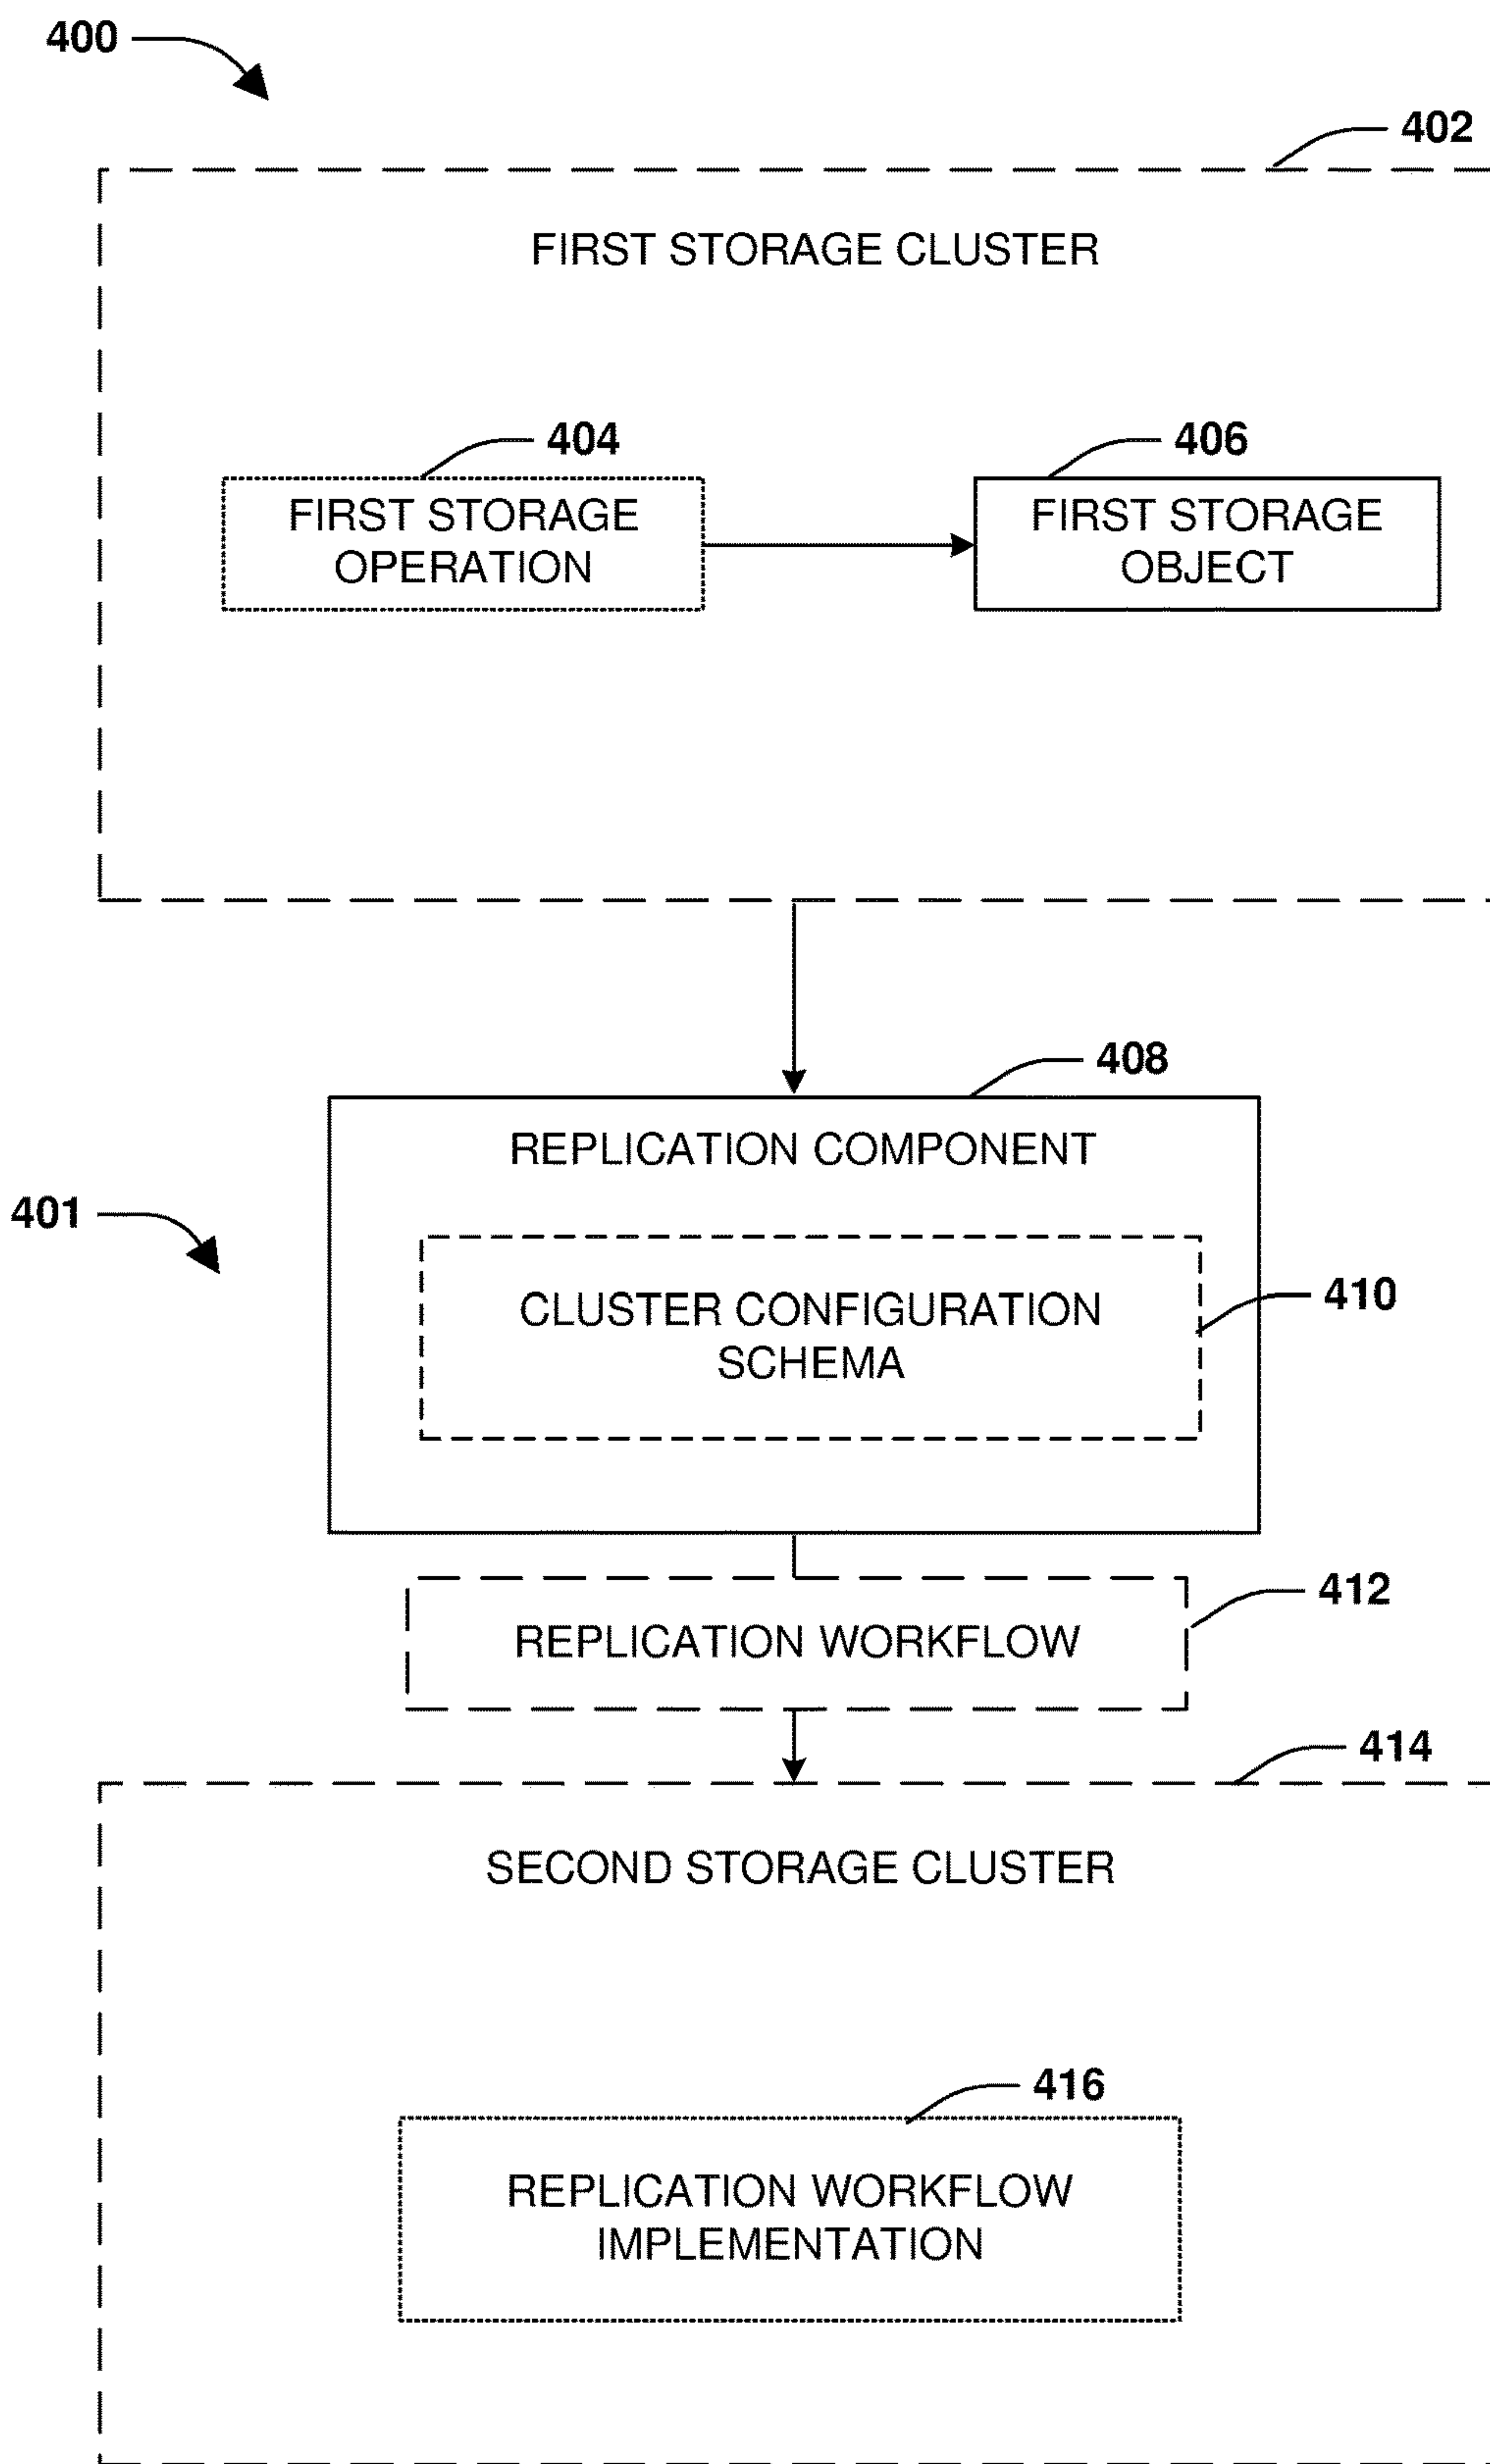 400
402
FIRST STORAGE CLUSTER
404
406
FIRST STORAGE
OPERATION
FIRST STORAGE
OBJECT
408
REPLICATION COMPONENT
401
410
CLUSTER CONFIGURATION
SCHEMA
412
REPLICATION WORKFLOW
414
SECOND STORAGE CLUSTER
416
REPLICATION WORKFLOW
IMPLEMENTATION